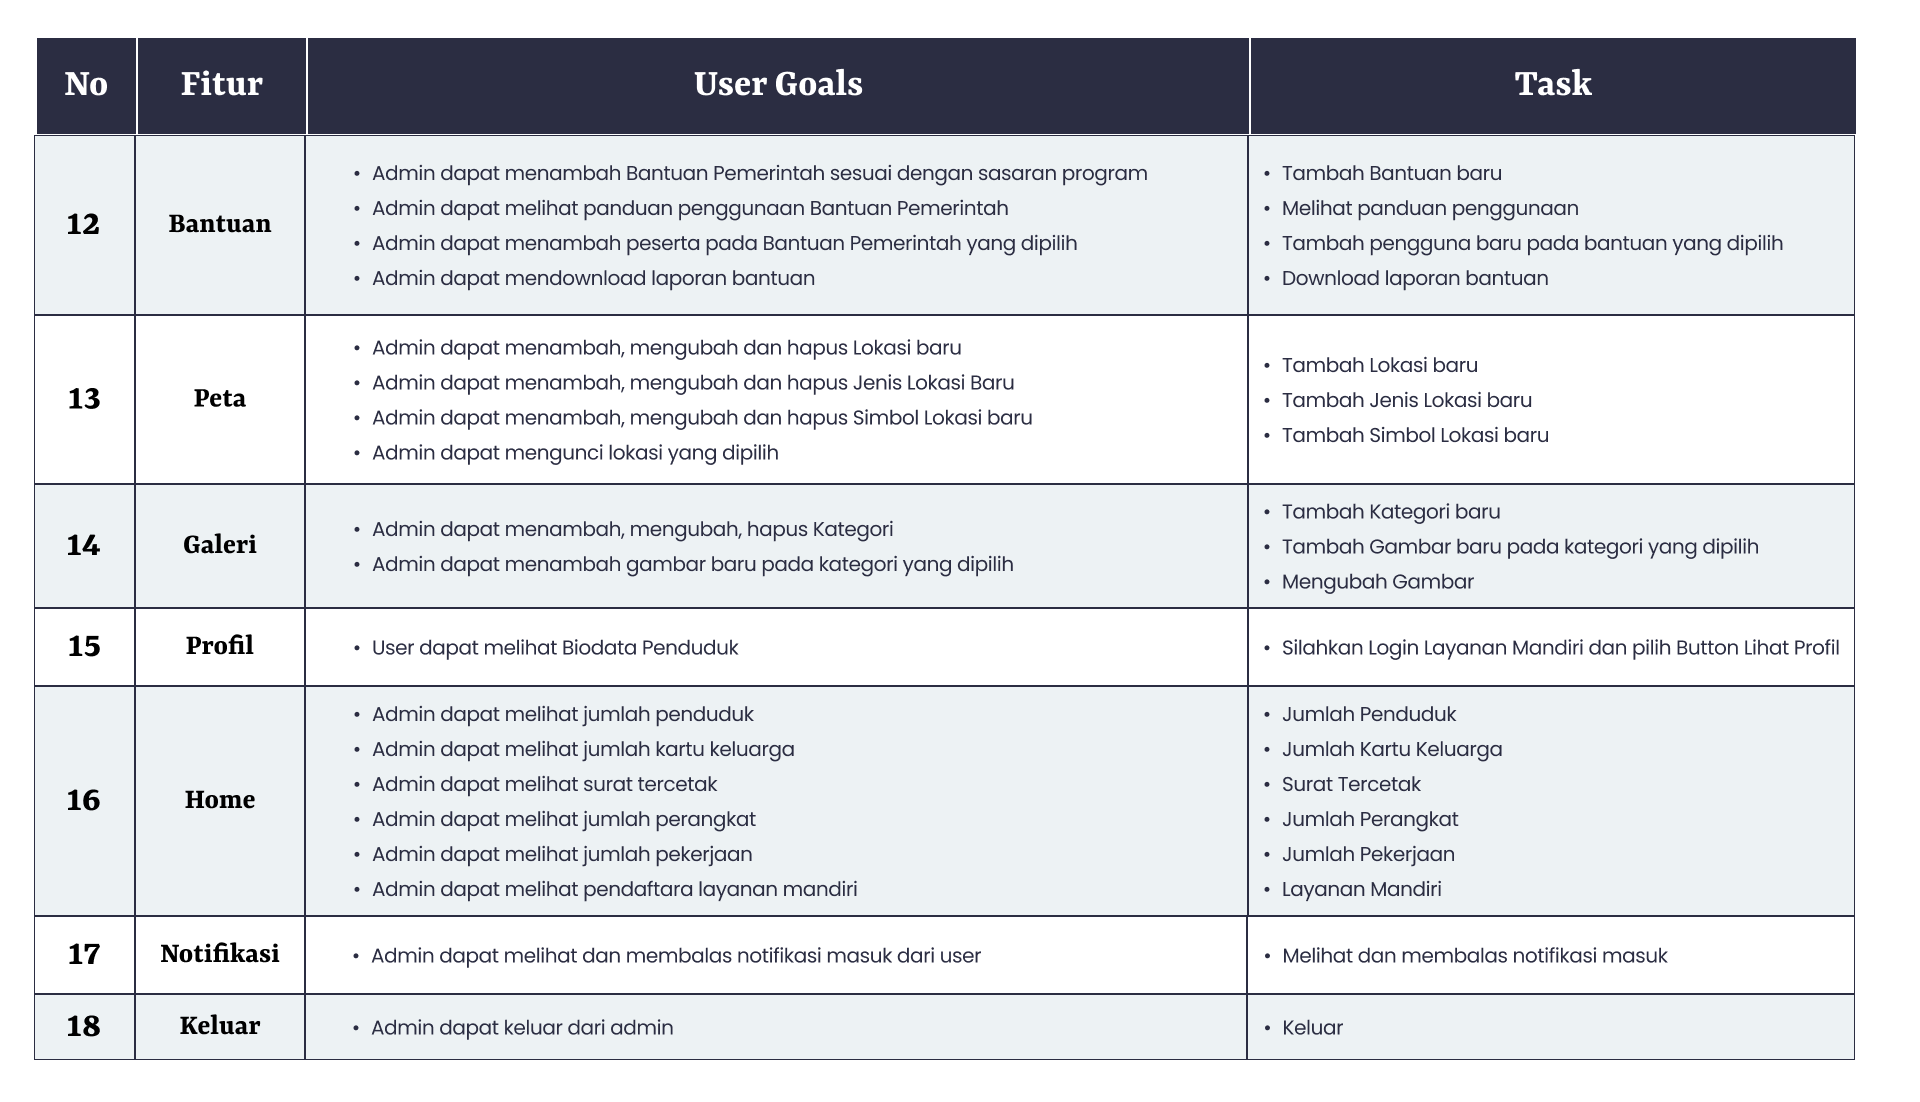 No Fitur User Goals Task
12 Bantuan
• Admin dapat menambah Bantuan Pemerintah sesuai dengan sasaran program
• Admin dapat melihat panduan penggunaan Bantuan Pemerintah
• Admin dapat menambah peserta pada Bantuan Pemerintah yang dipilih
• Admin dapat mendownload laporan bantuan
• Tambah Bantuan baru
• Melihat panduan penggunaan
• Tambah pengguna baru pada bantuan yang dipilih
• Download laporan bantuan
13 Peta
• Admin dapat menambah, mengubah dan hapus Lokasi baru
• Admin dapat menambah, mengubah dan hapus Jenis Lokasi Baru
• Admin dapat menambah, mengubah dan hapus Simbol Lokasi baru
• Admin dapat mengunci lokasi yang dipilih
• Tambah Lokasi baru
• Tambah Jenis Lokasi baru
• Tambah Simbol Lokasi baru
14 Galeri
• Admin dapat menambah, mengubah, hapus Kategori
• Admin dapat menambah gambar baru pada kategori yang dipilih
• Tambah Kategori baru
• Tambah Gambar baru pada kategori yang dipilih
• Mengubah Gambar
15 Profil
• User dapat melihat Biodata Penduduk
• Silahkan Login Layanan Mandiri dan pilih Button Lihat Profil
16 Home
• Admin dapat melihat jumlah penduduk
• Admin dapat melihat jumlah kartu keluarga
• Admin dapat melihat surat tercetak
• Admin dapat melihat jumlah perangkat
• Admin dapat melihat jumlah pekerjaan
• Admin dapat melihat pendaftara layanan mandiri
• Jumlah Penduduk
• Jumlah Kartu Keluarga
• Surat Tercetak
• Jumlah Perangkat
• Jumlah Pekerjaan
• Layanan Mandiri
17 Notifikasi
• Admin dapat melihat dan membalas notifikasi masuk dari user
• Melihat dan membalas notifikasi masuk
18 Keluar
• Admin dapat keluar dari admin
• Keluar